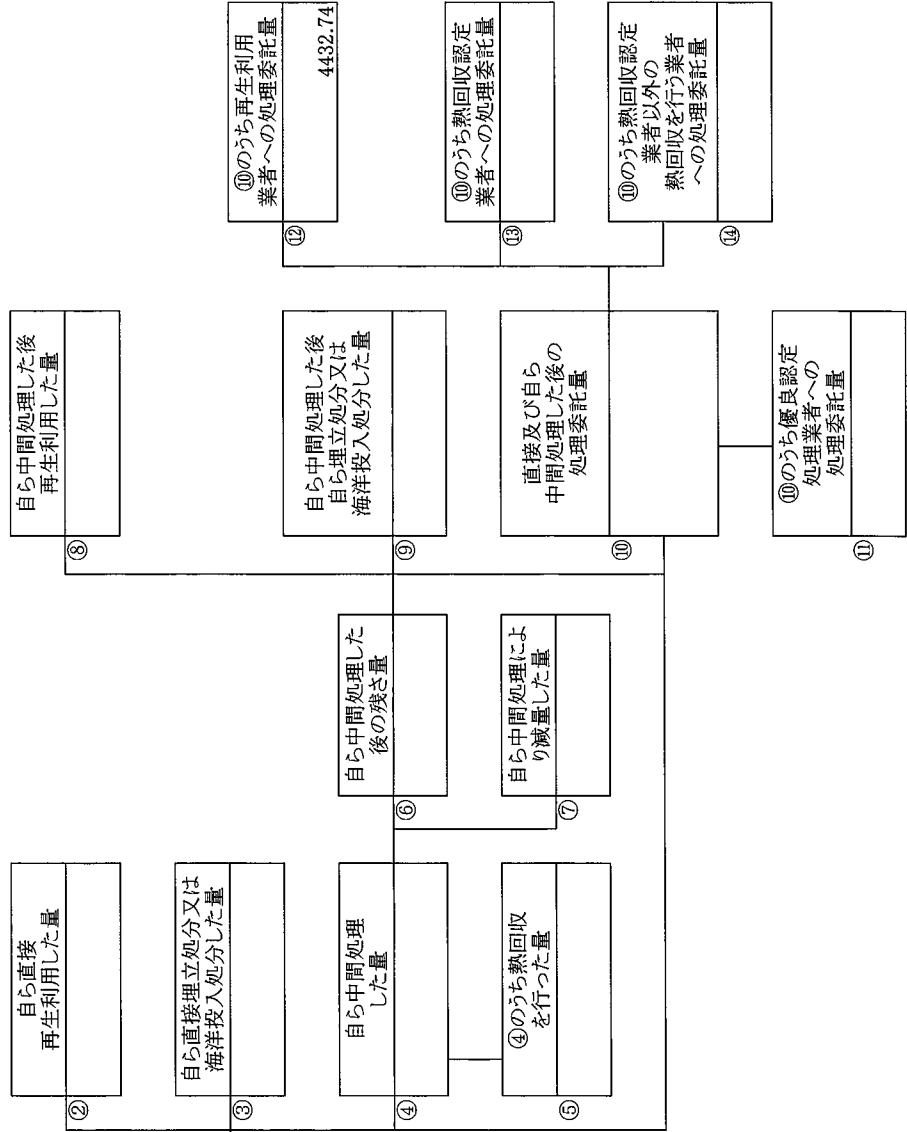 ②
自ら直接
再生利用した量
③
自ら直接埋立処分又は
海洋投入処分した量
④
自ら中間処理
した量
⑤
④のうち熱回収
を行った量
⑥
自ら中間処理した
後の残さ量
⑦
自ら中間処理によ
り減量した量
⑧
自ら中間処理した後
再生利用した量
⑨
自ら中間処理した後
自ら埋立処分又は
海洋投入処分した量
⑩
直接及び自ら
中間処理した後の
処理委託量
⑪
⑩のうち優良認定
処理業者への
処理委託量
⑫
⑩のうち再生利用
業者への処理委託量
4432.74
⑬
⑩のうち熱回収認定
業者への処理委託量
⑭
⑩のうち熱回収認定
業者以外の
熱回収を行う業者
への処理委託量